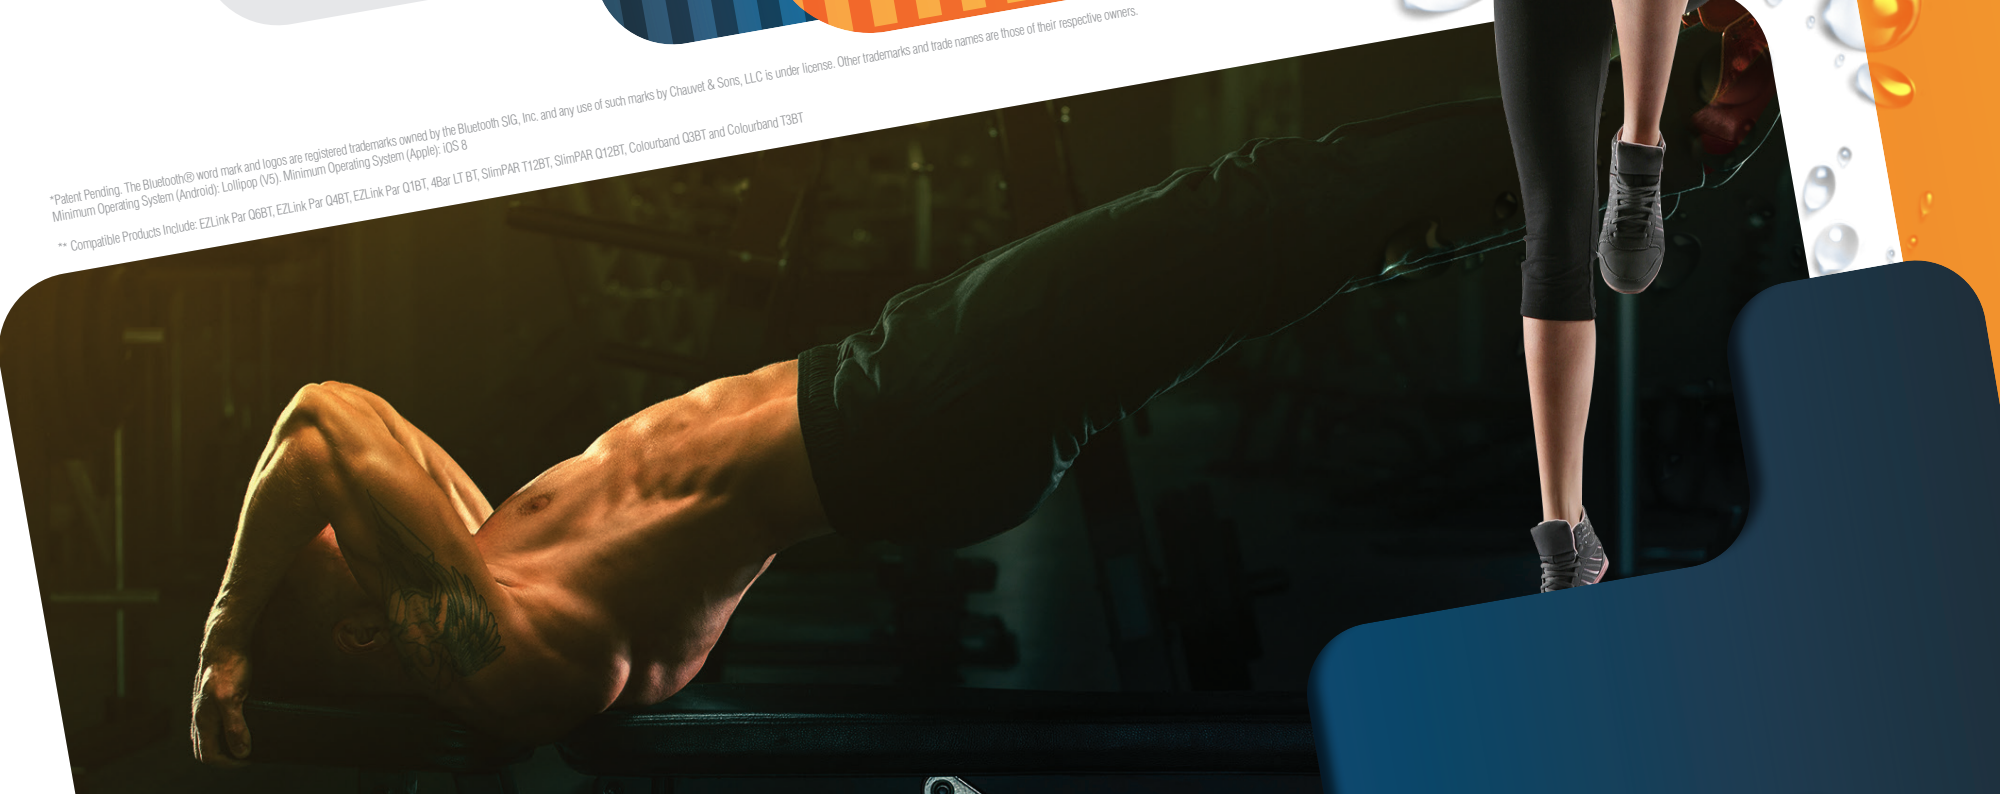 *Patent Pending. The Bluetooth® word mark and logos are registered trademarks owned by the Bluetooth SIG, Inc. and any use of such marks by Chauvet & Sons, LLC is under license. Other trademarks and trade names are those of their respective owners.
Minimum Operating System (Android): Lollipop (V5). Minimum Operating System (Apple): iOS 8
** Compatible Products Include: EZLink Par Q6BT, EZLink Par Q4BT, EZLink Par Q1BT, 4Bar LT BT, SlimPAR T12BT, SlimPAR Q12BT, Colourband Q3BT and Colourband T3BT